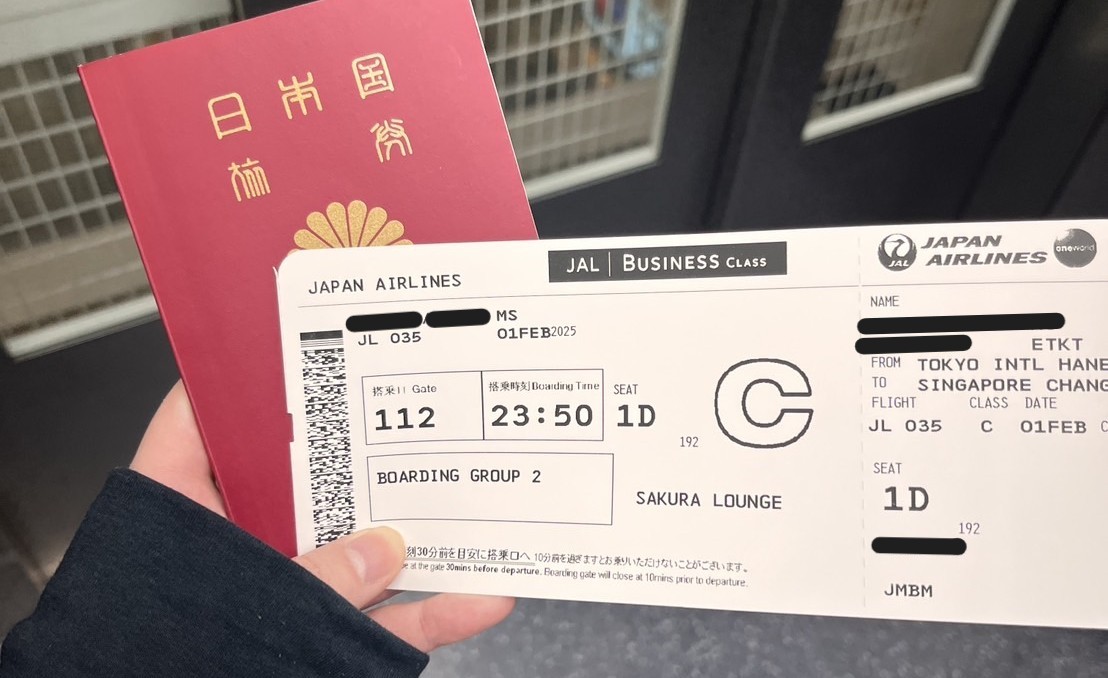 日本国
旅券
JAPAN AIRLINES
JAL | BUSINESS CLASS
MS
JL 035 01FEB2025
搭乗口 Gate
112
搭乗時刻 Boarding Time
23:50
SEAT
1D
192
C
BOARDING GROUP 2
SAKURA LOUNGE
刻30分前を目安に搭乗口へ 10分前を過ぎますとお乗りいただけないことがございます。
at the gate 30mins before departure. Boarding gate will close at 10mins prior to departure.
JAL
JAPAN
AIRLINES
oneworld
NAME
ETKT
FROM TOKYO INTL HANE
TO SINGAPORE CHANG
FLIGHT CLASS DATE
JL 035 C 01FEB
SEAT
1D
192
JMBM